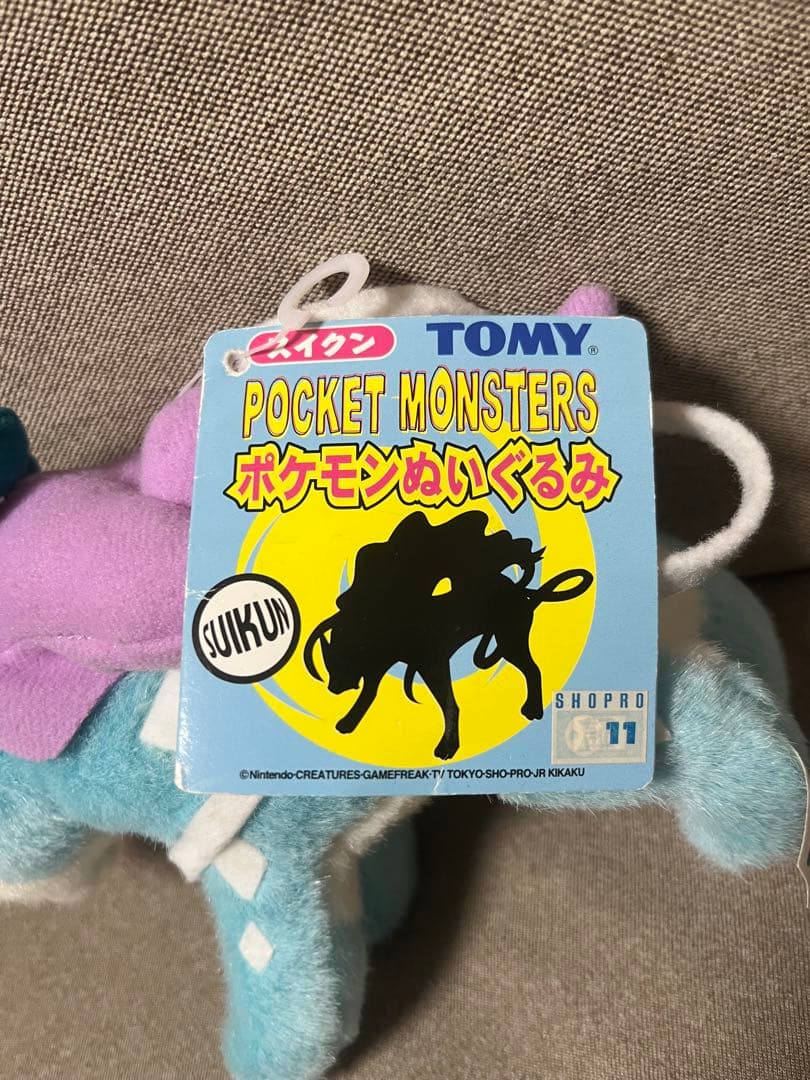 スイクン
TOMY®
POCKET MONSTERS
ポケモンぬいぐるみ
SUIKUN
SHOPRO
11
©Nintendo·CREATURES·GAMEFREAK·TV TOKYO·SHO-PRO·JR KIKAKU